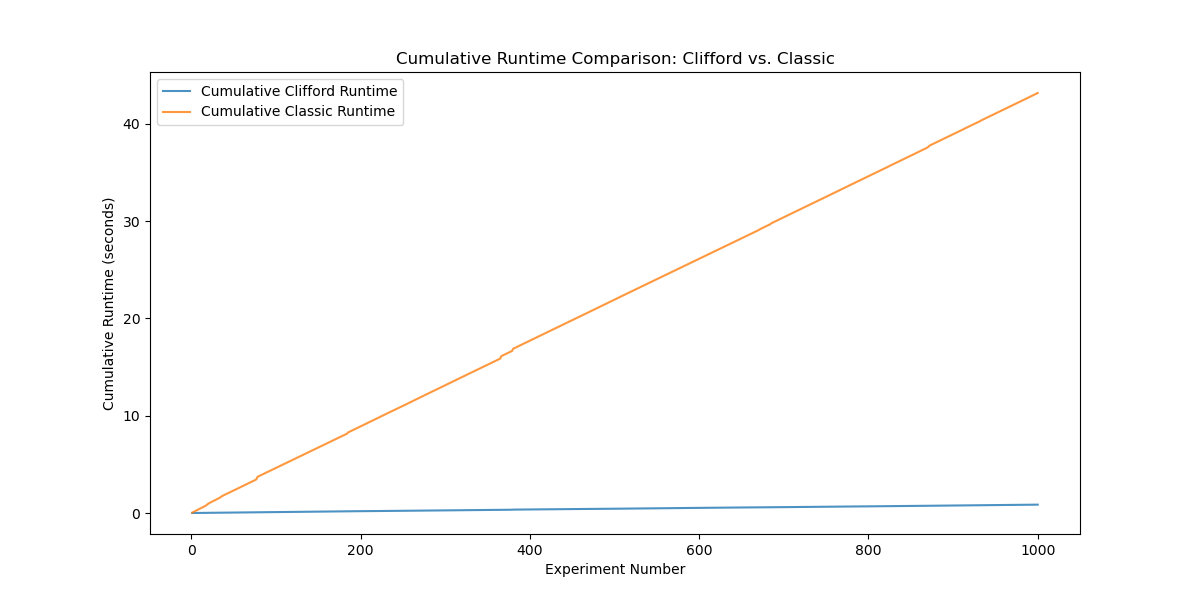 Cumulative Runtime Comparison: Clifford vs. Classic
Cumulative Clifford Runtime
Cumulative Classic Runtime
Cumulative Runtime (seconds)
40
30
20
10
0
0 200 400 600 800 1000
Experiment Number